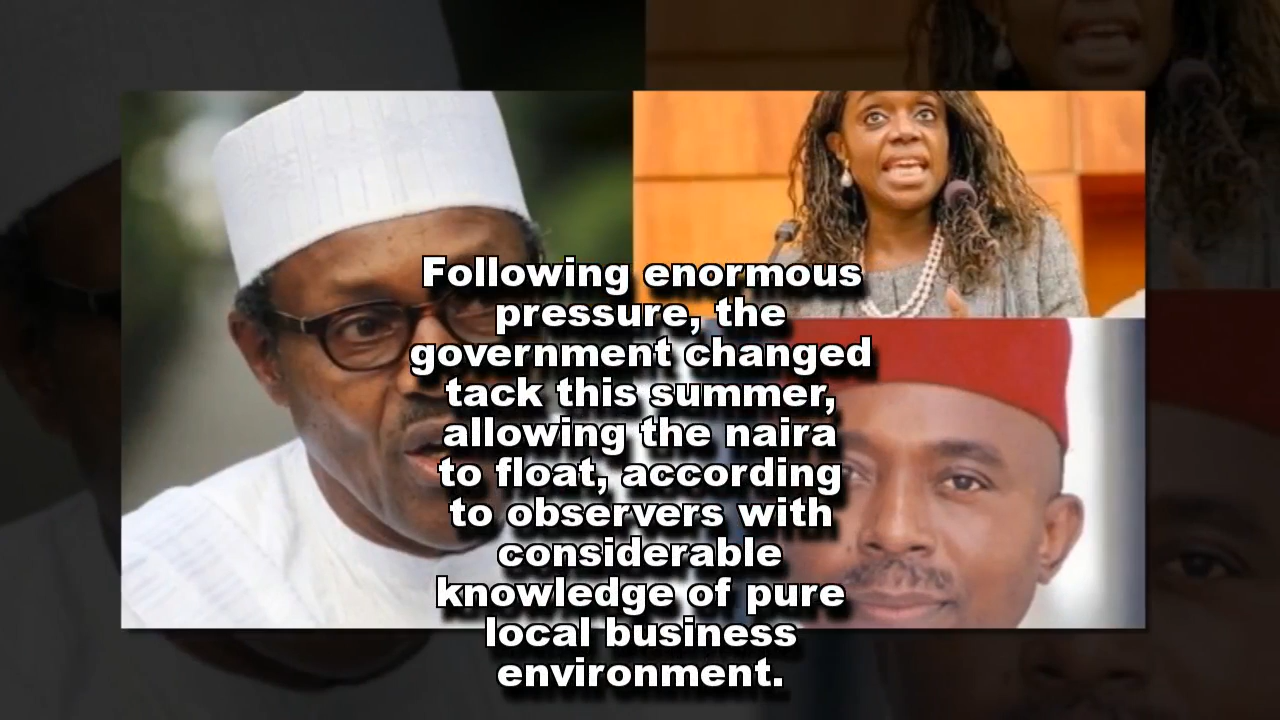 Following enormous
pressure, the
government changed
tack this summer,
allowing the naira
to float, according
to observers with
considerable
knowledge of pure
local business
environment.